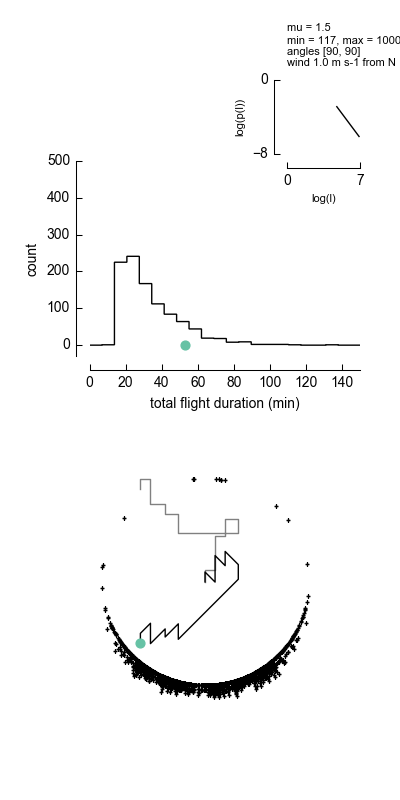 mu = 1.5
min = 117, max = 1000
angles [90, 90]
wind 1.0 m s-1 from N
0
−8
log(p(l))
0 7
log(l)
500
400
300
200
100
0
count
0 20 40 60 80 100 120 140
total flight duration (min)